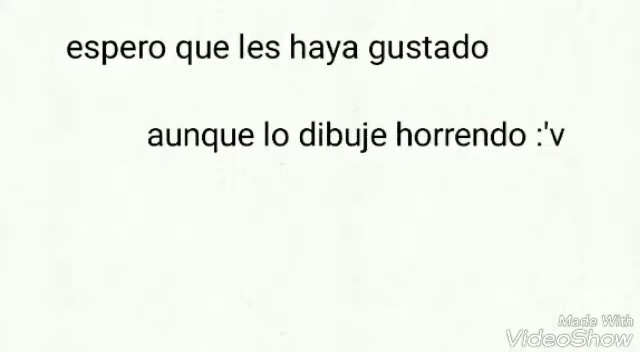 espero que les haya gustado
aunque lo dibuje horrendo :'v
Made With
VideoShow